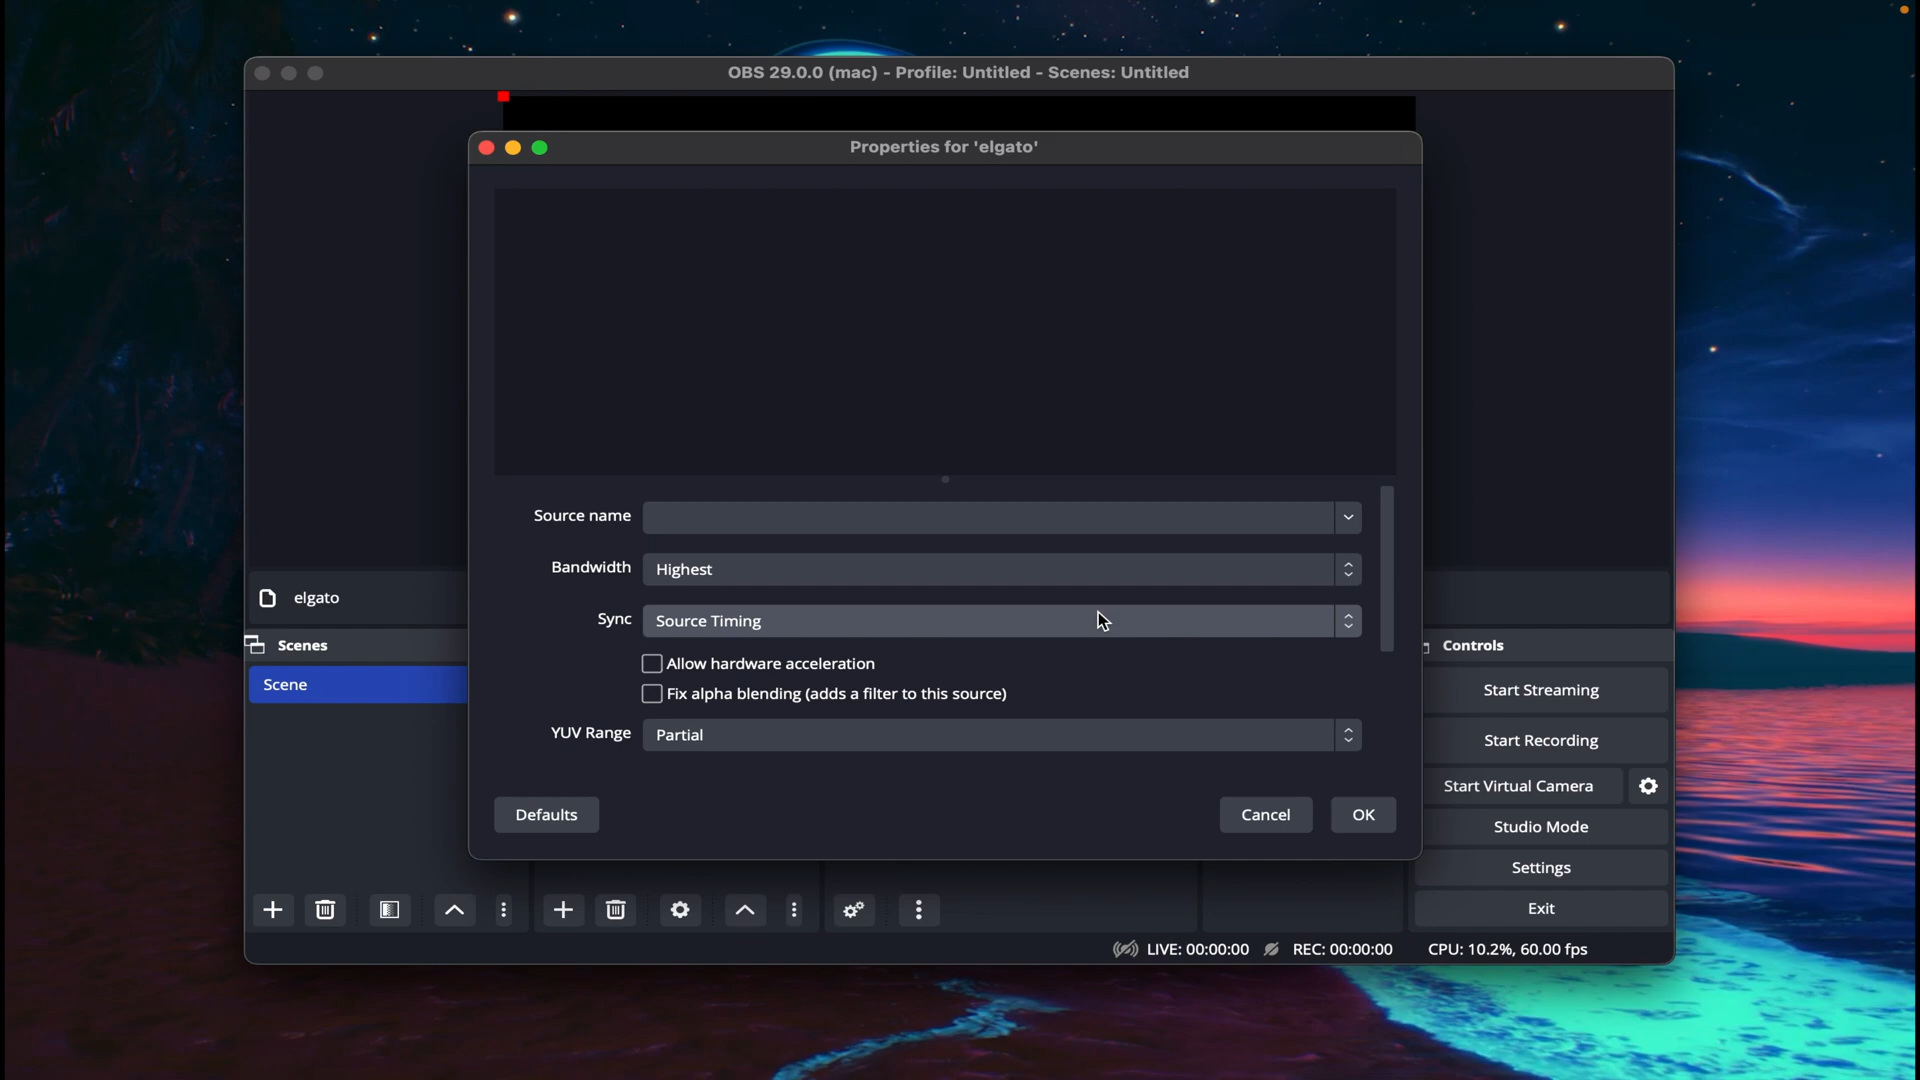 OBS 29.0.0 (mac) - Profile: Untitled - Scenes: Untitled
Properties for 'elgato'
Source name
Bandwidth Highest
Sync Source Timing
Allow hardware acceleration
Fix alpha blending (adds a filter to this source)
YUV Range Partial
Defaults Cancel OK
elgato
Scenes
Scene
Controls
Start Streaming
Start Recording
Start Virtual Camera
Studio Mode
Settings
Exit
LIVE: 00:00:00 REC: 00:00:00 CPU: 10.2%, 60.00 fps